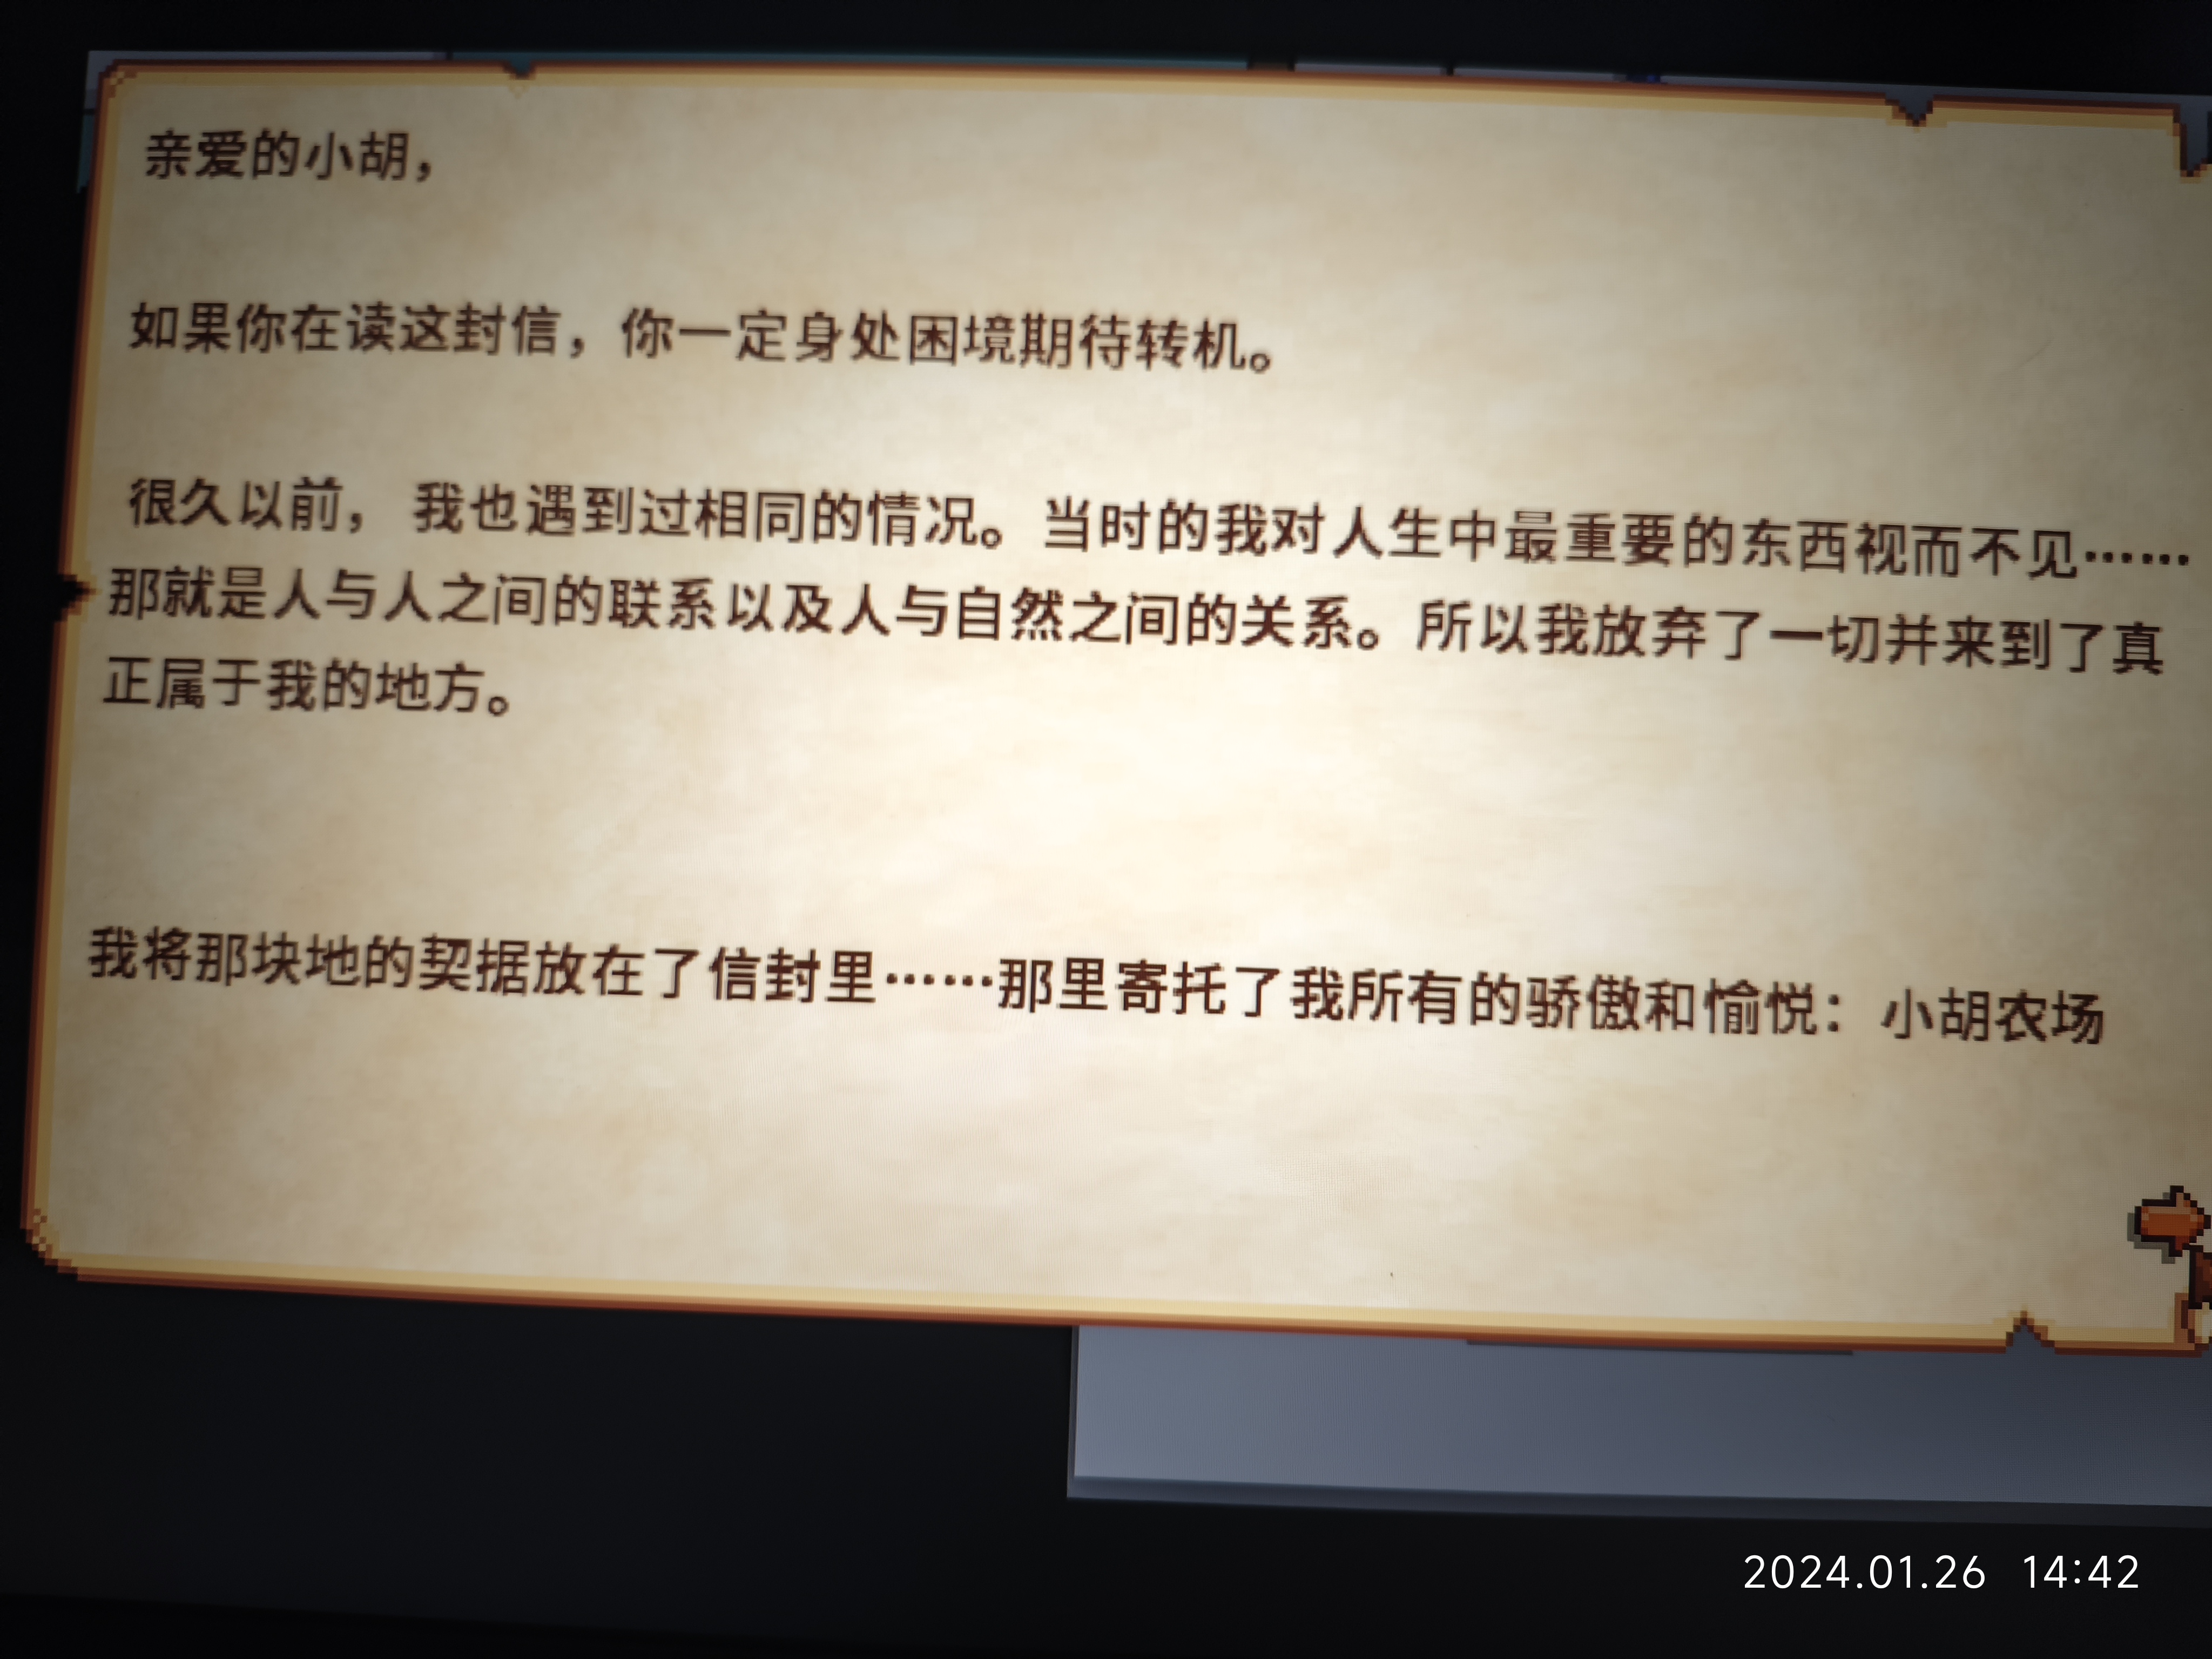 亲爱的小胡，
如果你在读这封信，你一定身处困境期待转机。
很久以前， 我也遇到过相同的情况。当时的我对人生中最重要的东西视而不见……
那就是人与人之间的联系以及人与自然之间的关系。所以我放弃了一切并来到了真
正属于我的地方。
我将那块地的契据放在了信封里……那里寄托了我所有的骄傲和愉悦：小胡农场
2024.01.26 14:42